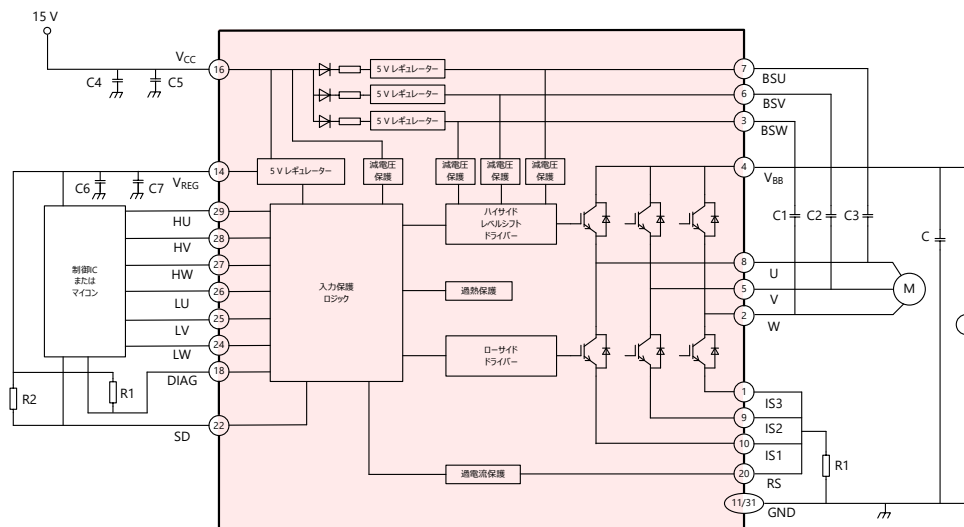 15 V
V_CC
C4
C5
16
5 V レギュレーター
7
BSU
5 V レギュレーター
6
BSV
5 V レギュレーター
3
BSW
14
V_REG
C6
C7
5 V レギュレーター
減電圧
保護
減電圧
保護
減電圧
保護
減電圧
保護
4
V_BB
C1
C2
C3
C
制御IC
または
マイコン
29
HU
28
HV
27
HW
26
LU
25
LV
24
LW
18
DIAG
22
SD
R2
R1
入力保護
ロジック
ハイサイド
レベルシフト
ドライバー
過熱保護
ローサイド
ドライバー
過電流保護
8
U
5
V
2
W
M
1
IS3
9
IS2
10
IS1
20
RS
R1
11/31
GND